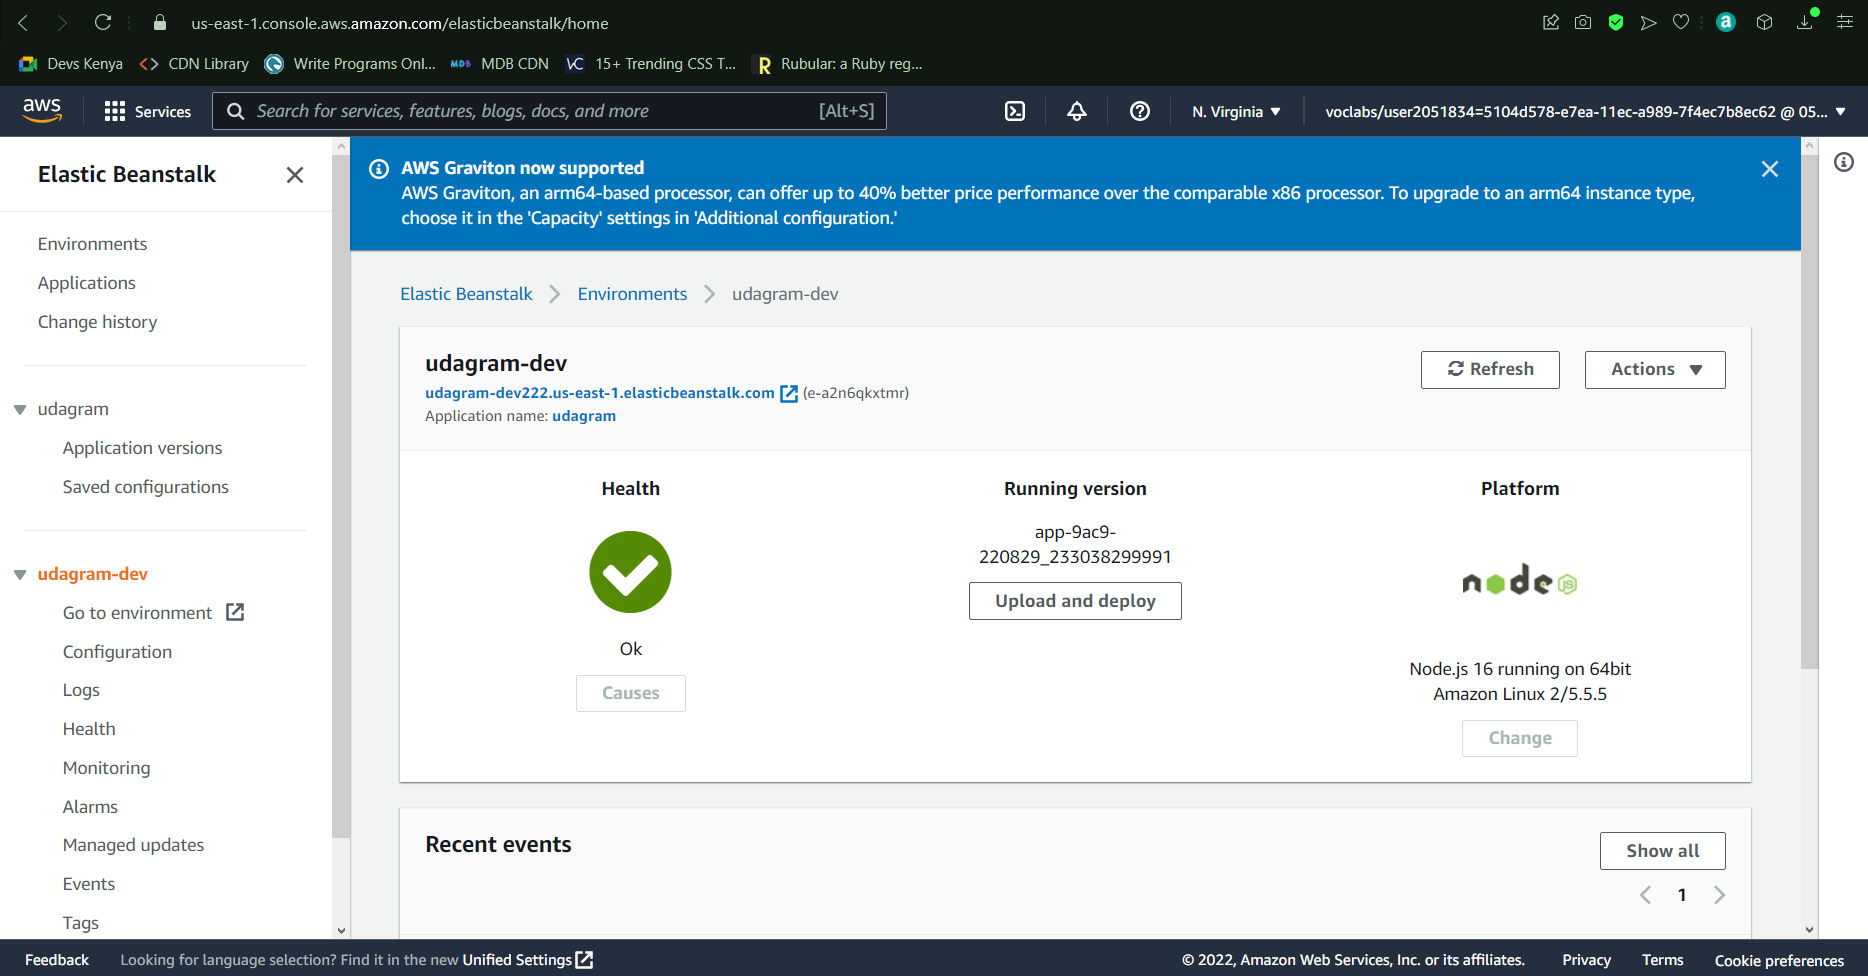 us-east-1.console.aws.amazon.com/elasticbeanstalk/home
Devs Kenya
CDN Library
Write Programs Onl...
MDB
MDB CDN
VC
15+ Trending CSS T...
R
Rubular: a Ruby reg...
a
aws
Services
Search for services, features, blogs, docs, and more
[Alt+S]
N. Virginia
voclabs/user2051834=5104d578-e7ea-11ec-a989-7f4ec7b8ec62 @ 05...
Elastic Beanstalk
Environments
Applications
Change history
udagram
Application versions
Saved configurations
udagram-dev
Go to environment
Configuration
Logs
Health
Monitoring
Alarms
Managed updates
Events
Tags
AWS Graviton now supported
AWS Graviton, an arm64-based processor, can offer up to 40% better price performance over the comparable x86 processor. To upgrade to an arm64 instance type,
choose it in the 'Capacity' settings in 'Additional configuration.'
Elastic Beanstalk
Environments
udagram-dev
udagram-dev
udagram-dev222.us-east-1.elasticbeanstalk.com (e-a2n6qkxtmr)
Application name: udagram
Refresh
Actions
Health
Ok
Causes
Running version
app-9ac9-
220829_233038299991
Upload and deploy
Platform
node JS
Node.js 16 running on 64bit
Amazon Linux 2/5.5.5
Change
Recent events
Show all
1
Feedback
Looking for language selection? Find it in the new Unified Settings
© 2022, Amazon Web Services, Inc. or its affiliates.
Privacy
Terms
Cookie preferences